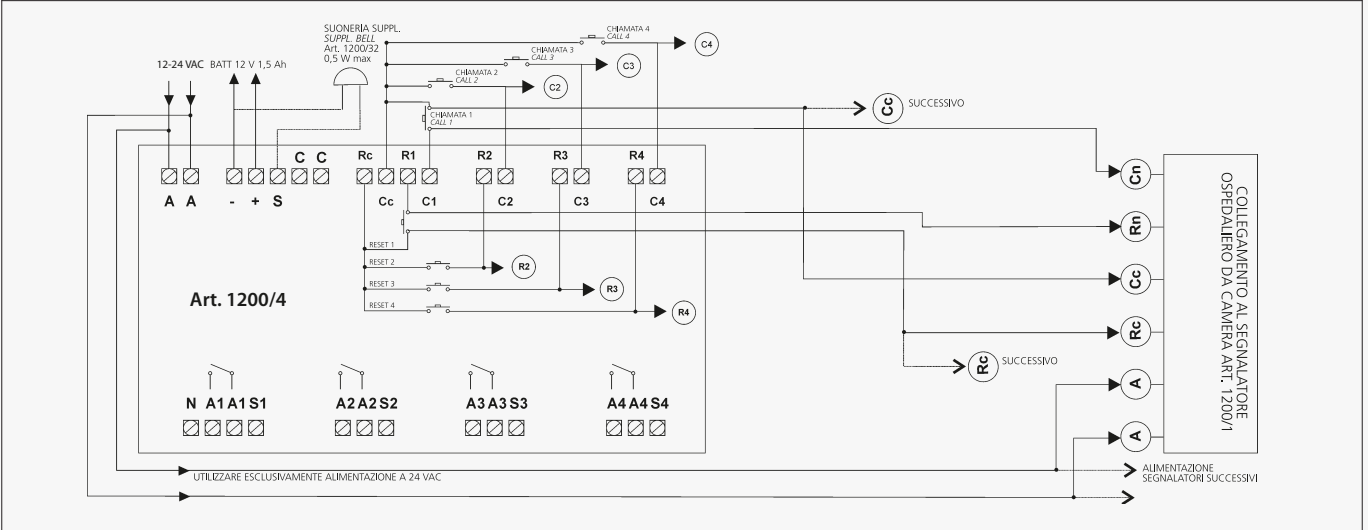 SUONERIA SUPPL.
SUPPL. BELL
Art. 1200/32
0,5 W max
12-24 VAC BATT 12 V 1,5 Ah
CHIAMATA 4
CALL 4
C4
CHIAMATA 3
CALL 3
C3
CHIAMATA 2
CALL 2
C2
CHIAMATA 1
CALL 1
Cc SUCCESSIVO
C C Rc R1 R2 R3 R4
A A - + S Cc C1 C2 C3 C4
RESET 1
RESET 2
R2
RESET 3
R3
RESET 4
R4
Art. 1200/4
Rc SUCCESSIVO
Cn
Rn
Cc
Rc
A
A
COLLEGAMENTO AL SEGNALATORE
OSPEDALIERO DA CAMERA ART. 1200/1
N A1 A1 S1 A2 A2 S2 A3 A3 S3 A4 A4 S4
UTILIZZARE ESCLUSIVAMENTE ALIMENTAZIONE A 24 VAC
ALIMENTAZIONE
SEGNALATORI SUCCESSIVI